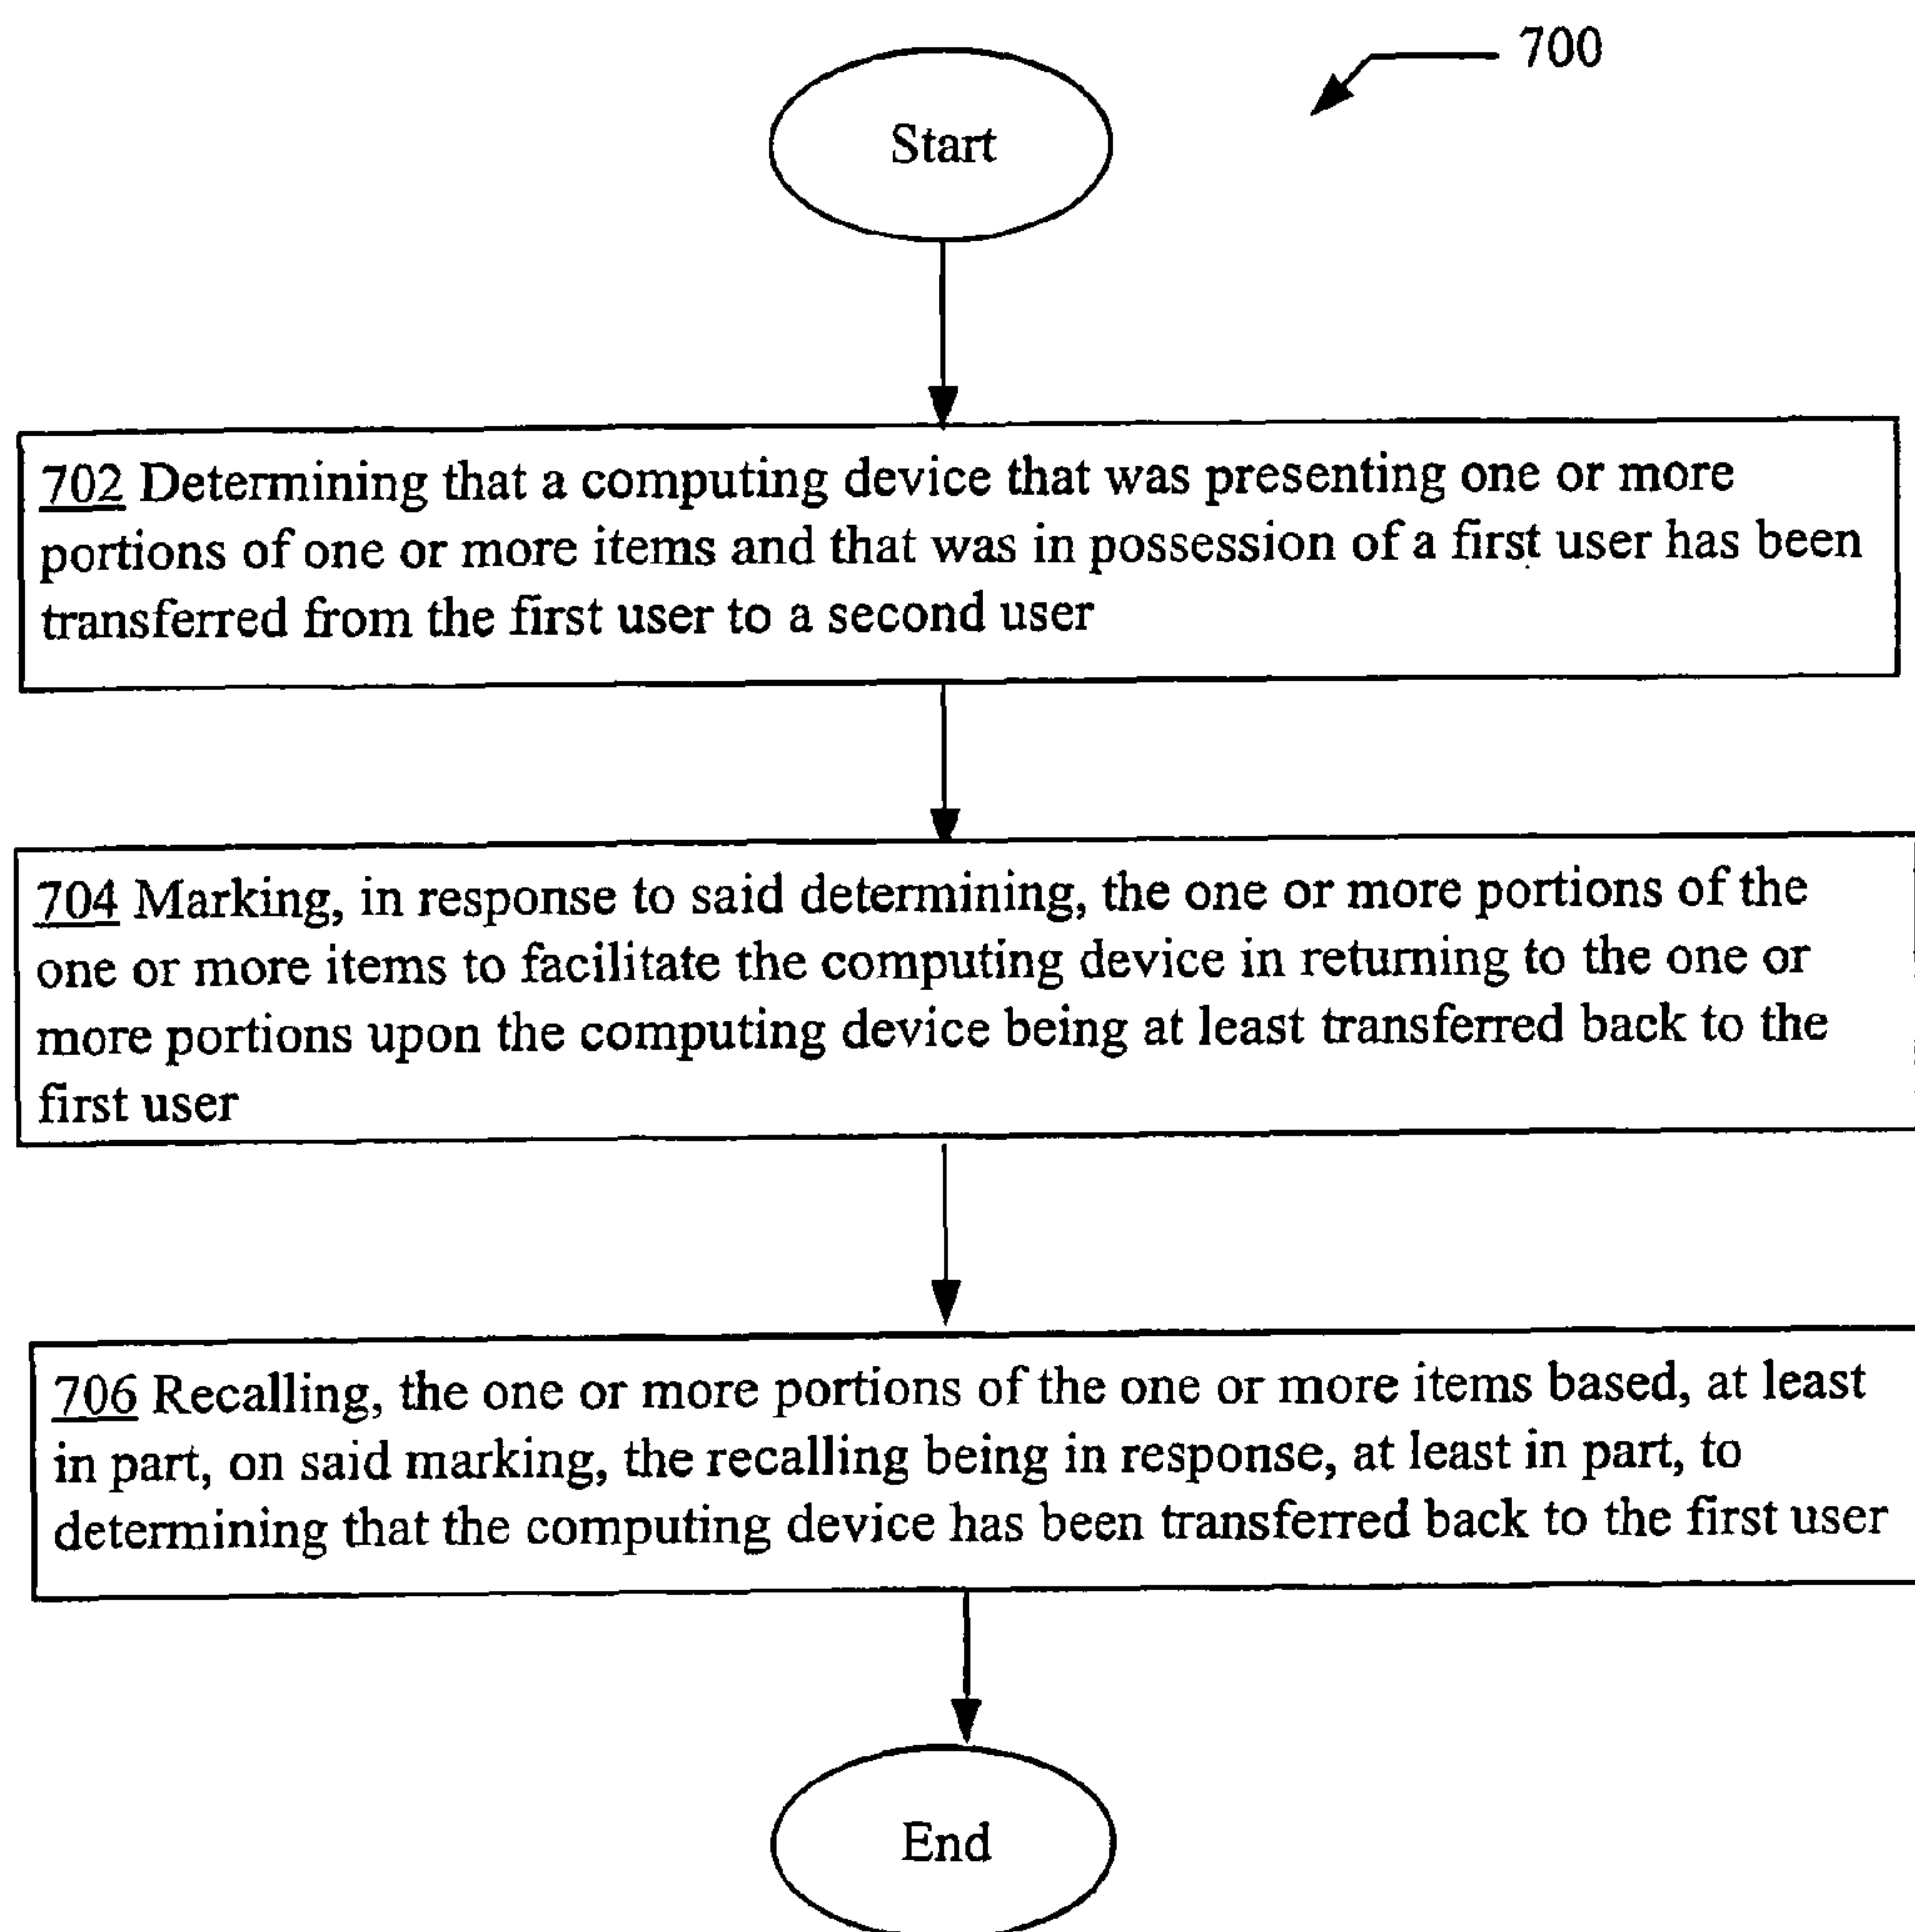 700
Start
702 Determining that a computing device that was presenting one or more
portions of one or more items and that was in possession of a first user has been
transferred from the first user to a second user
704 Marking, in response to said determining, the one or more portions of the
one or more items to facilitate the computing device in returning to the one or
more portions upon the computing device being at least transferred back to the
first user
706 Recalling, the one or more portions of the one or more items based, at least
in part, on said marking, the recalling being in response, at least in part, to
determining that the computing device has been transferred back to the first user
End